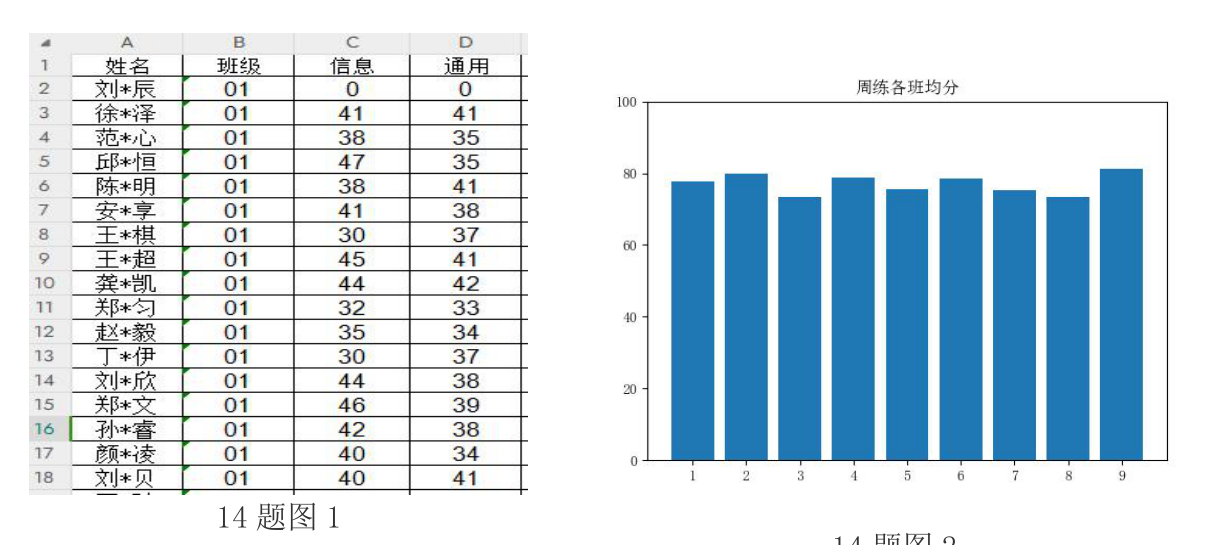 A B C D
1 姓名 班级 信息 通用
2 刘*辰 01 0 0
3 徐*泽 01 41 41
4 范*心 01 38 35
5 邱*恒 01 47 35
6 陈*明 01 38 41
7 安*享 01 41 38
8 王*棋 01 30 37
9 王*超 01 45 41
10 龚*凯 01 44 42
11 郑*匀 01 32 33
12 赵*毅 01 35 34
13 丁*伊 01 30 37
14 刘*欣 01 44 38
15 郑*文 01 46 39
16 孙*睿 01 42 38
17 颜*凌 01 40 34
18 刘*贝 01 40 41
14 题图 1
周练各班均分
100
80
60
40
20
0
1 2 3 4 5 6 7 8 9
14 题图 2